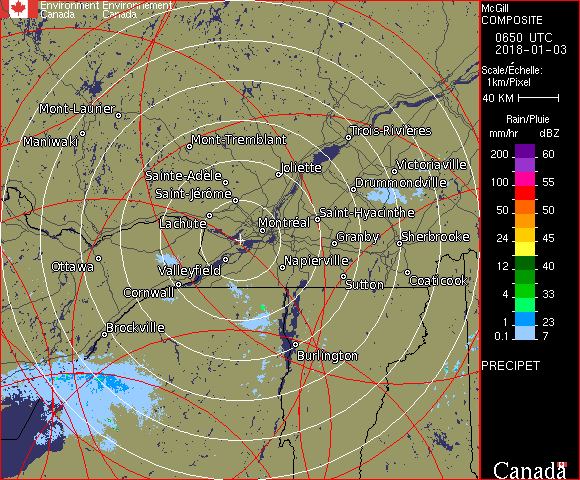 Environment Environnement
Canada Canada
McGill
COMPOSITE
0650 UTC
2018-01-03
Scale/Échelle:
1km/Pixel
40 KM
Rain/Pluie
mm/hr dBZ
200 60
150 55
100 55
50 50
24 45
12 40
4 33
1 23
0.1 7
PRECIPET
Canada
Mont-Laurier
Maniwaki
Mont-Tremblant
Trois-Rivières
Joliette
Victoriaville
Sainte-Adèle
Drummondville
Saint-Jérôme
Saint-Hyacinthe
Lachute
Montréal
Granby
Sherbrooke
Ottawa
Valleyfield
Napierville
Cornwall
Sutton
Coaticook
Brockville
Burlington